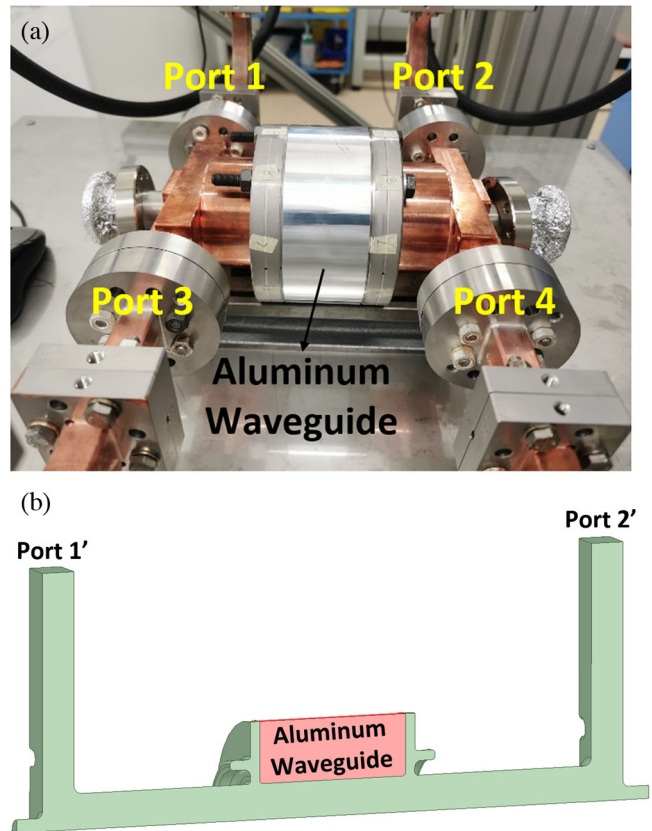 (a)
Port 1
Port 2
Port 3
Port 4
Aluminum
Waveguide
(b)
Port 1’
Port 2’
Aluminum
Waveguide